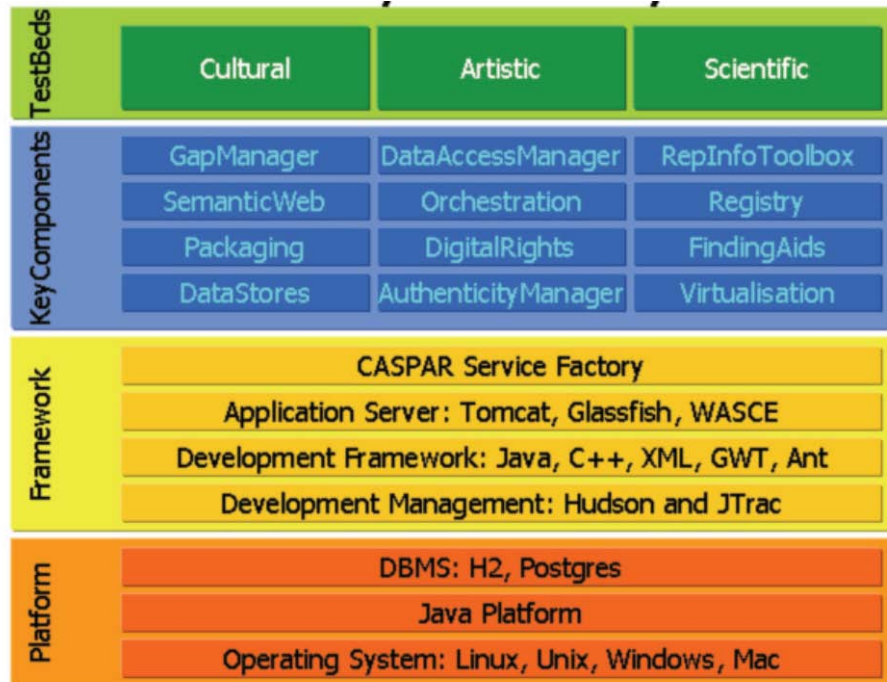 TestBeds
Cultural
Artistic
Scientific
KeyComponents
GapManager
DataAccessManager
RepInfoToolbox
SemanticWeb
Orchestration
Registry
Packaging
DigitalRights
FindingAids
DataStores
AuthenticityManager
Virtualisation
Framework
CASPAR Service Factory
Application Server: Tomcat, Glassfish, WASCE
Development Framework: Java, C++, XML, GWT, Ant
Development Management: Hudson and JTrac
Platform
DBMS: H2, Postgres
Java Platform
Operating System: Linux, Unix, Windows, Mac